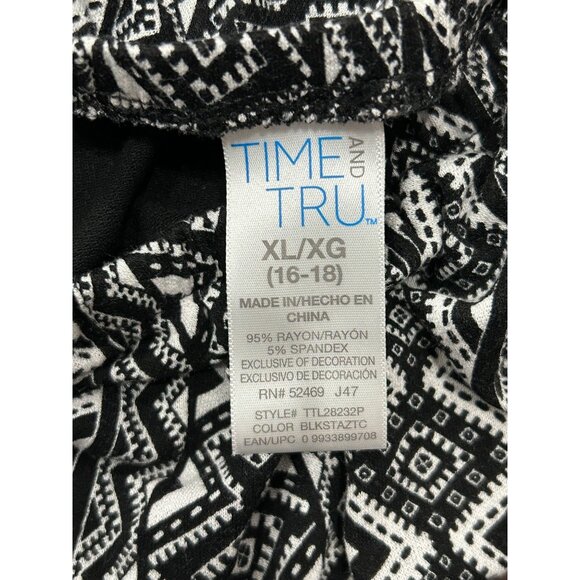 TIME AND
TRU™
XL/XG
(16-18)
MADE IN/HECHO EN
CHINA
95% RAYON/RAYÓN
5% SPANDEX
EXCLUSIVE OF DECORATION
EXCLUSIVO DE DECORACIÓN
RN# 52469 J47
STYLE# TTL28232P
COLOR BLKSTAZTC
EAN/UPC 0 9933899708